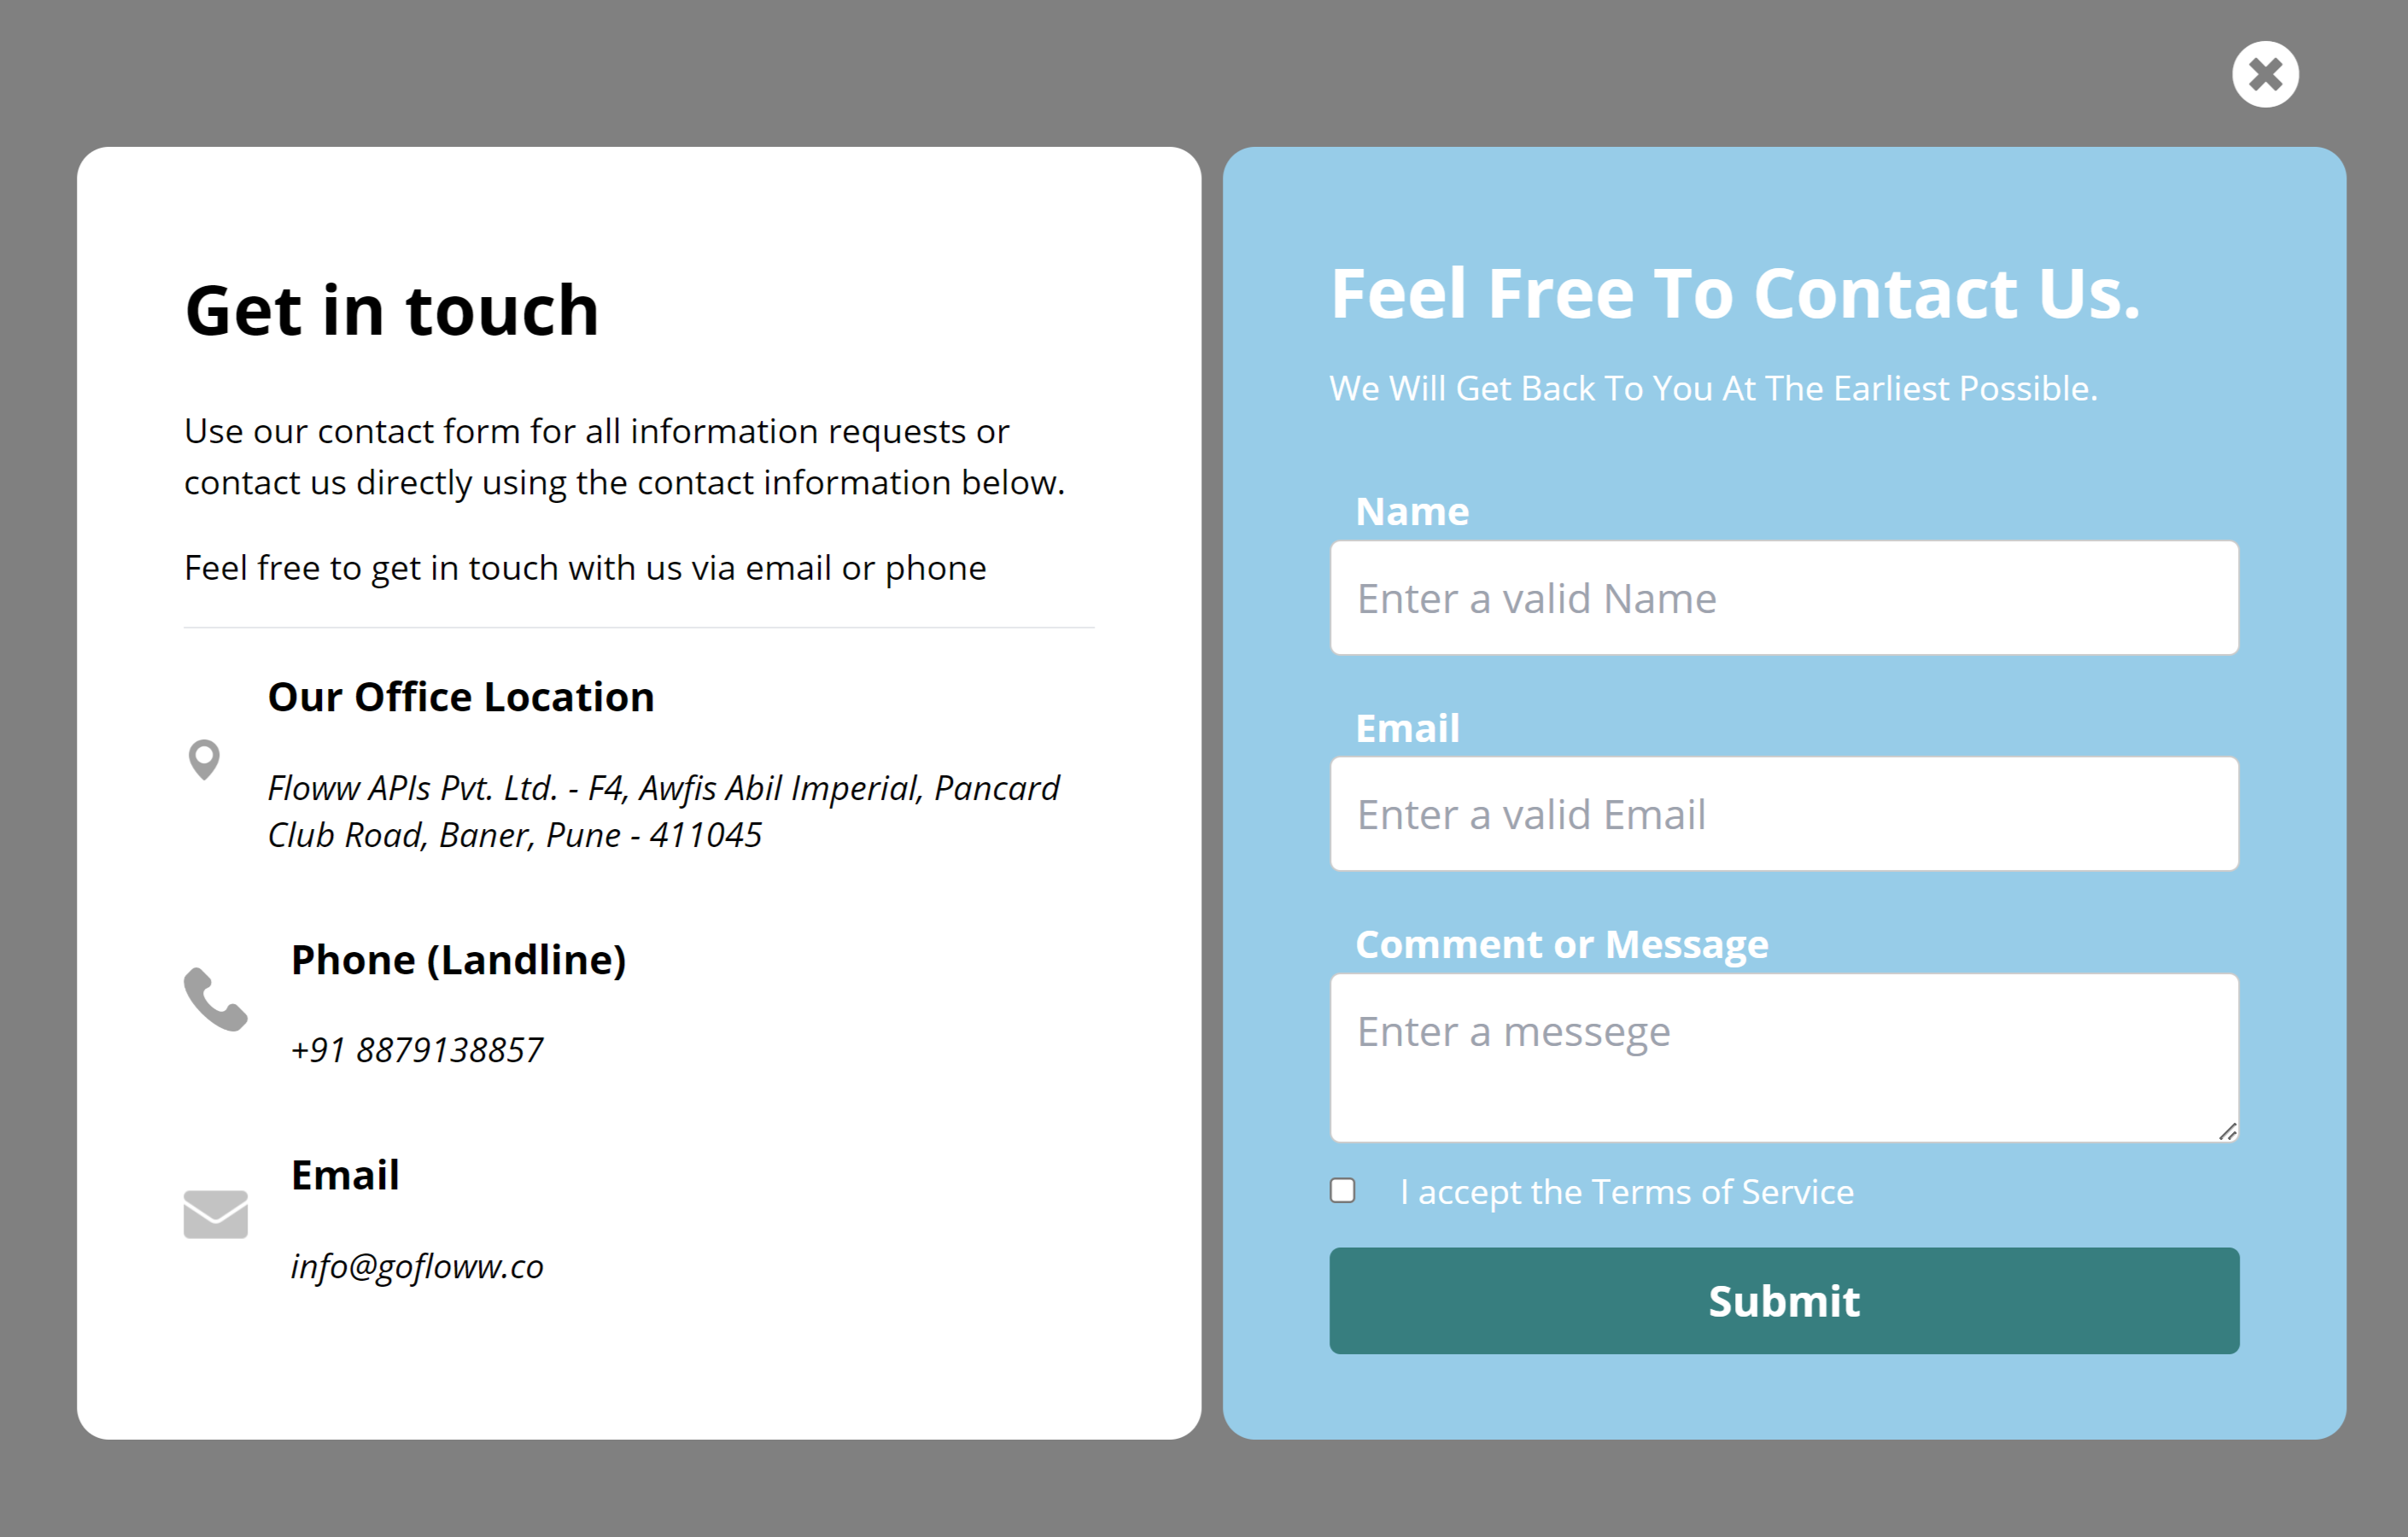 Get in touch
Use our contact form for all information requests or
contact us directly using the contact information below.
Feel free to get in touch with us via email or phone
Our Office Location
Floww APIs Pvt. Ltd. - F4, Awfis Abil Imperial, Pancard
Club Road, Baner, Pune - 411045
Phone (Landline)
+91 8879138857
Email
info@gofloww.co
Feel Free To Contact Us.
We Will Get Back To You At The Earliest Possible.
Name
Enter a valid Name
Email
Enter a valid Email
Comment or Message
Enter a messege
I accept the Terms of Service
Submit